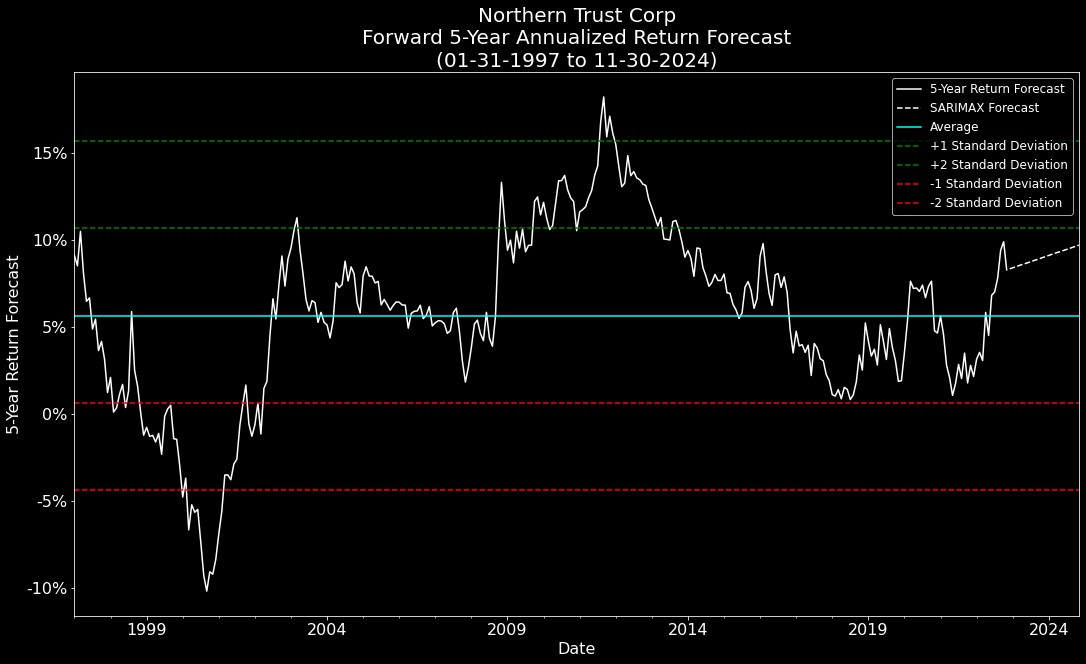 Northern Trust Corp
Forward 5-Year Annualized Return Forecast
(01-31-1997 to 11-30-2024)
5-Year Return Forecast
SARIMAX Forecast
Average
+1 Standard Deviation
+2 Standard Deviation
-1 Standard Deviation
-2 Standard Deviation
5-Year Return Forecast
15%
10%
5%
0%
-5%
-10%
1999 2004 2009 2014 2019 2024
Date